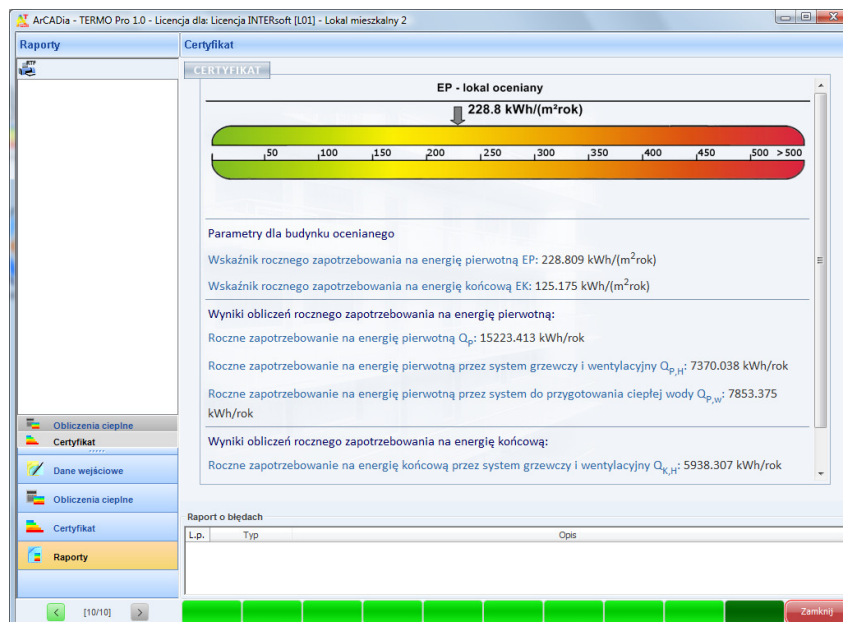 ArCADia - TERMO Pro 1.0 - Licencja dla: Licencja INTERsoft [L01] - Lokal mieszkalny 2
Raporty
Certyfikat
RTF
CERTYFIKAT
EP - lokal oceniany
228.8 kWh/(m²rok)
50 100 150 200 250 300 350 400 450 500 >500
Parametry dla budynku ocenianego
Wskaźnik rocznego zapotrzebowania na energię pierwotną EP: 228.809 kWh/(m²rok)
Wskaźnik rocznego zapotrzebowania na energię końcową EK: 125.175 kWh/(m²rok)
Wyniki obliczeń rocznego zapotrzebowania na energię pierwotną:
Roczne zapotrzebowanie na energię pierwotną Qp: 15223.413 kWh/rok
Roczne zapotrzebowanie na energię pierwotną przez system grzewczy i wentylacyjny QP,H: 7370.038 kWh/rok
Roczne zapotrzebowanie na energię pierwotną przez system do przygotowania ciepłej wody QP,w: 7853.375
kWh/rok
Wyniki obliczeń rocznego zapotrzebowania na energię końcową:
Roczne zapotrzebowanie na energię końcową przez system grzewczy i wentylacyjny QK,H: 5938.307 kWh/rok
Obliczenia cieplne
Certyfikat
Dane wejściowe
Obliczenia cieplne
Certyfikat
Raporty
Raport o błędach
L.p. Typ Opis
[10/10]
Zamknij